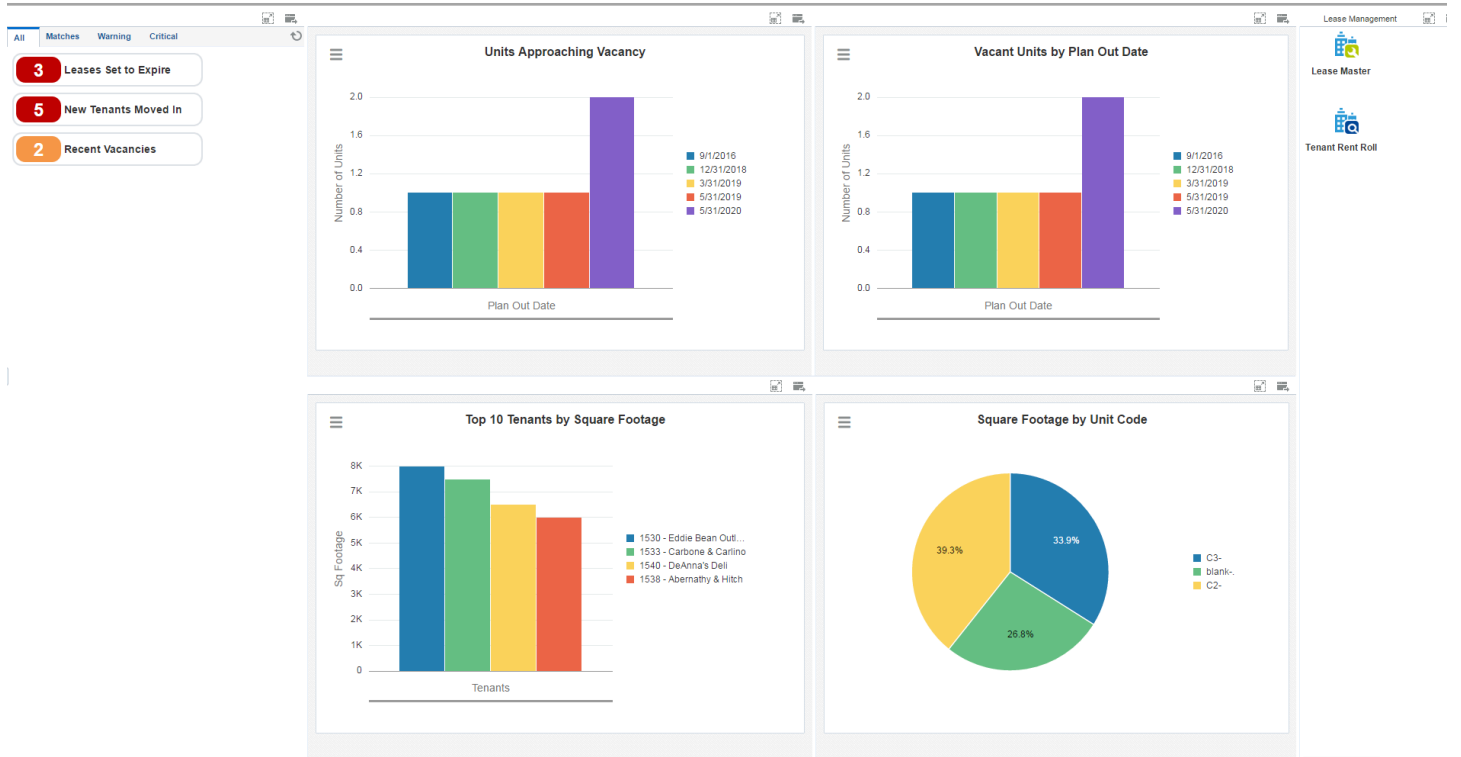 All Matches Warning Critical
3 Leases Set to Expire
5 New Tenants Moved In
2 Recent Vacancies
Units Approaching Vacancy
2.0
1.6
1.2
0.8
0.4
0.0
Number of Units
Plan Out Date
9/1/2016
12/31/2018
3/31/2019
5/31/2019
5/31/2020
Vacant Units by Plan Out Date
2.0
1.6
1.2
0.8
0.4
0.0
Number of Units
Plan Out Date
9/1/2016
12/31/2018
3/31/2019
5/31/2019
5/31/2020
Lease Management
Lease Master
Tenant Rent Roll
Top 10 Tenants by Square Footage
8K
7K
6K
5K
4K
3K
2K
1K
0
Sq Footage
Tenants
1530 - Eddie Bean Outl...
1533 - Carbone & Carlino
1540 - DeAnna's Deli
1538 - Abernathy & Hitch
Square Footage by Unit Code
33.9%
39.3%
26.8%
C3-
blank-.
C2-